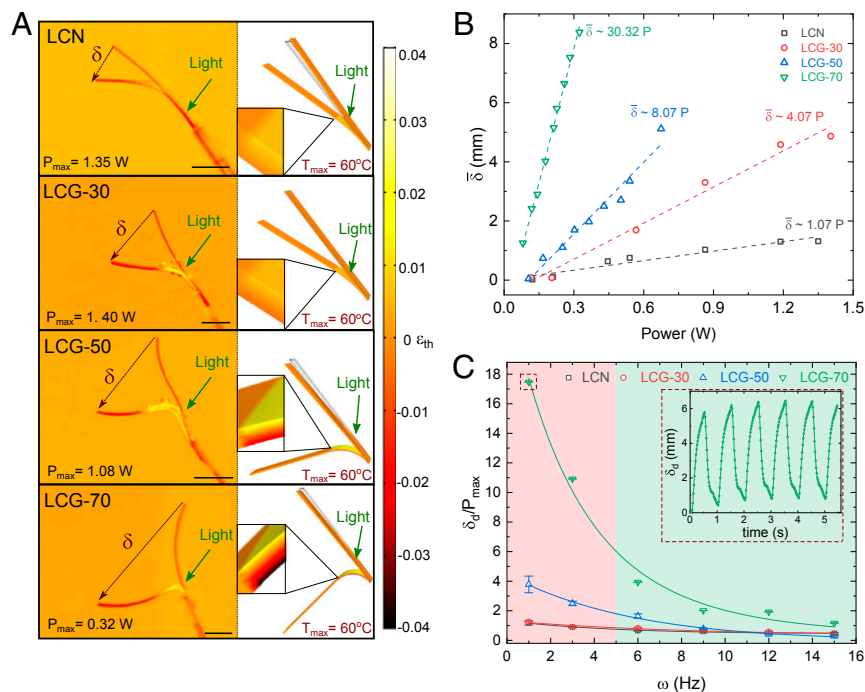 A
LCN
δ
Light
Light
P_max = 1.35 W
T_max = 60°C
LCG-30
δ
Light
Light
P_max = 1. 40 W
T_max = 60°C
LCG-50
δ
Light
Light
P_max = 1.08 W
T_max = 60°C
LCG-70
δ
Light
Light
P_max = 0.32 W
T_max = 60°C
0.04
0.03
0.02
0.01
0 ε_th
-0.01
-0.02
-0.03
-0.04
B
δ̄ ~ 30.32 P
LCN
LCG-30
LCG-50
LCG-70
δ̄ ~ 8.07 P
δ̄ ~ 4.07 P
δ̄ ~ 1.07 P
8
6
4
2
0
δ̄ (mm)
0.0 0.3 0.6 0.9 1.2 1.5
Power (W)
C
LCN LCG-30 LCG-50 LCG-70
18
16
14
12
10
8
6
4
2
0
δ_d/P_max
0 2 4 6 8 10 12 14 16
ω (Hz)
6
4
2
0
δ̄_d (mm)
0 1 2 3 4 5
time (s)